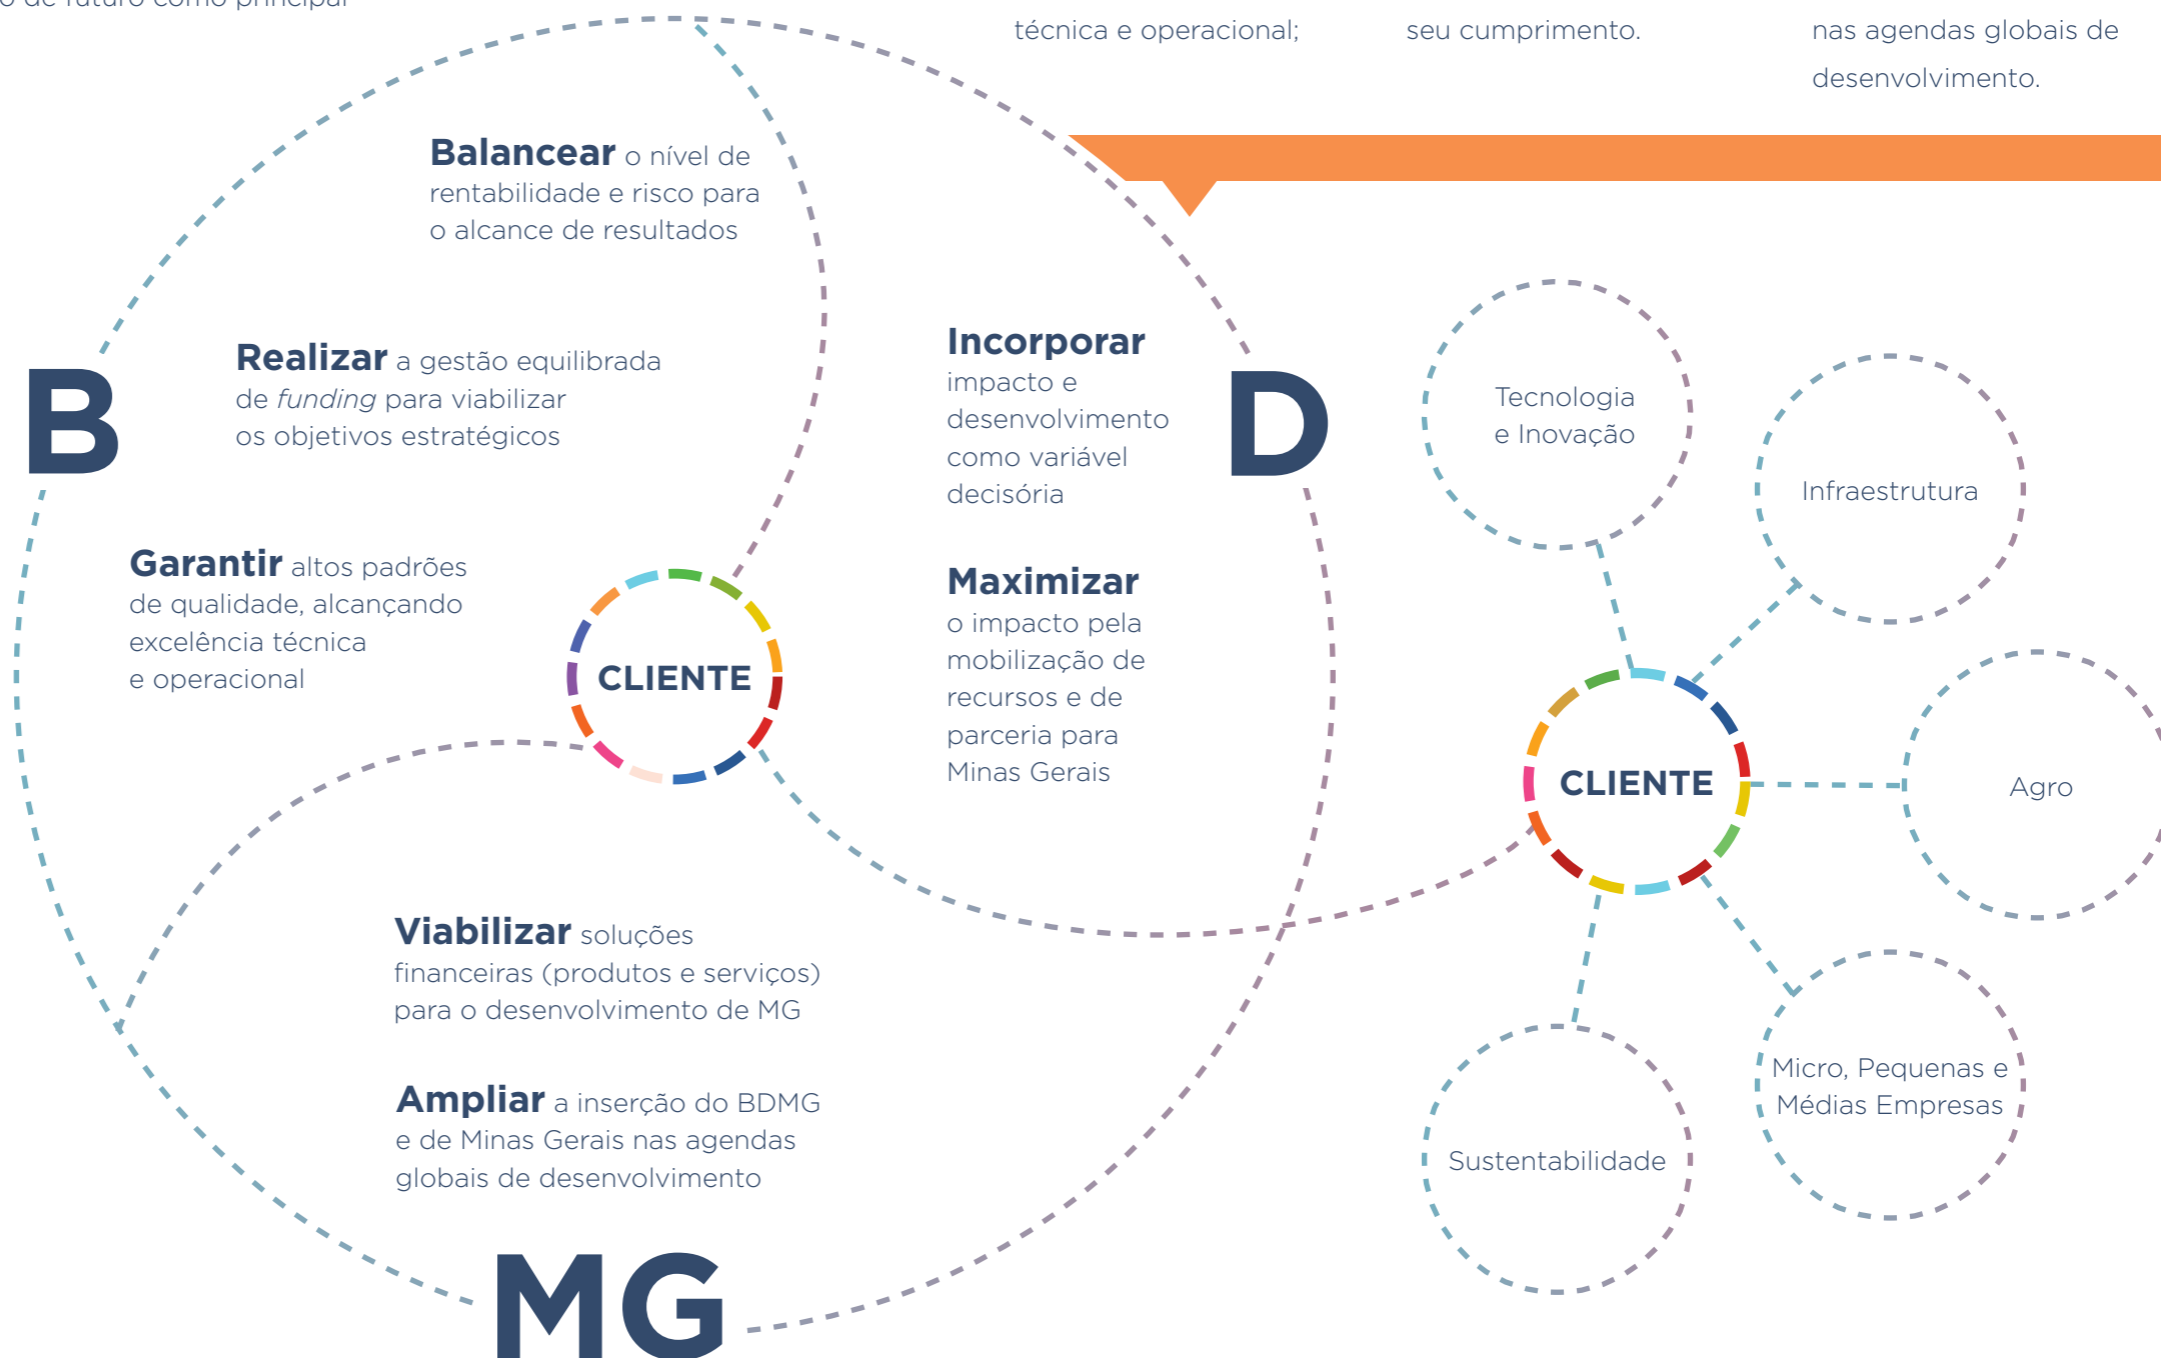 o de futuro como principal
técnica e operacional;
seu cumprimento.
nas agendas globais de
desenvolvimento.
Balancear o nível de
rentabilidade e risco para
o alcance de resultados
Realizar a gestão equilibrada
de funding para viabilizar
os objetivos estratégicos
B
Garantir altos padrões
de qualidade, alcançando
excelência técnica
e operacional
CLIENTE
Incorporar
impacto e
desenvolvimento
como variável
decisória
D
Maximizar
o impacto pela
mobilização de
recursos e de
parceria para
Minas Gerais
Viabilizar soluções
financeiras (produtos e serviços)
para o desenvolvimento de MG
Ampliar a inserção do BDMG
e de Minas Gerais nas agendas
globais de desenvolvimento
MG
Tecnologia
e Inovação
Infraestrutura
CLIENTE
Agro
Micro, Pequenas e
Médias Empresas
Sustentabilidade